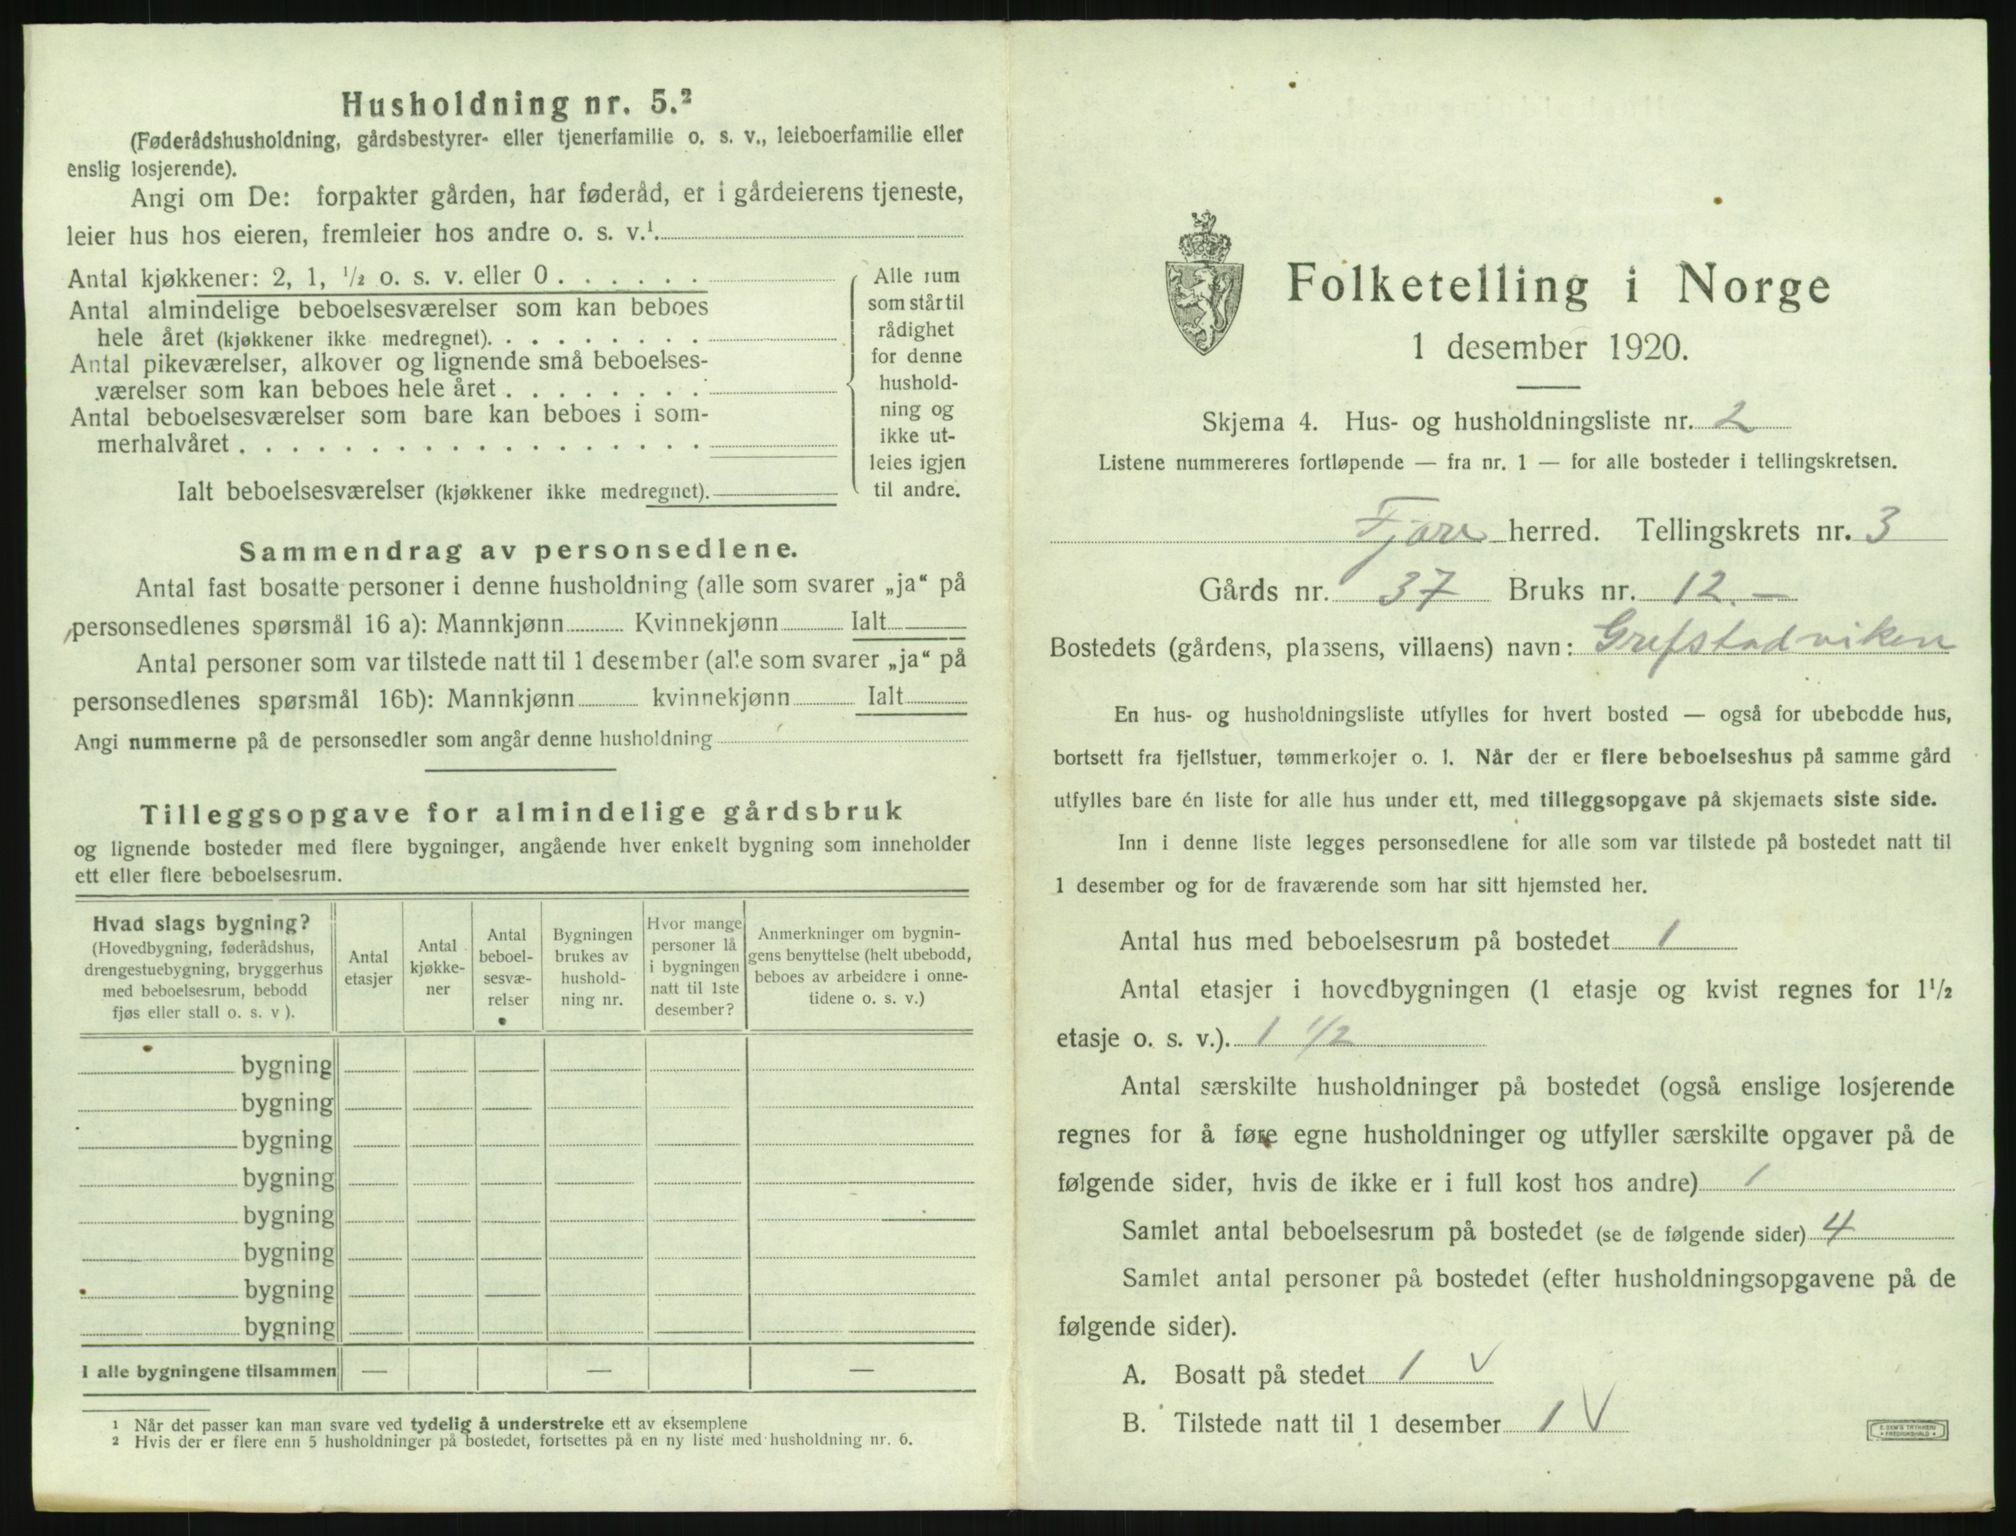 Husholdning nr. 5.²
(Føderådshusholdning, gårdsbestyrer- eller tjenerfamilie o. s. v., leieboerfamilie eller
enslig losjerende).
Angi om De: forpakter gården, har føderåd, er i gårdeierens tjeneste,
leier hus hos eieren, fremleier hos andre o. s. v.¹.
Antal kjøkkener: 2, 1, ¹/₂ o. s. v. eller 0 . . . . . .
Antal almindelige beboelsesværelser som kan beboes
hele året (kjøkkener ikke medregnet). . . . . . . . .
Antal pikeværelser, alkover og lignende små beboelses-
værelser som kan beboes hele året . . . . . . . .
Antal beboelsesværelser som bare kan beboes i som-
merhalvåret . . . . . . . . . . . . . . . . . .
Ialt beboelsesværelser (kjøkkener ikke medregnet).
Alle rum
som står til
rådighet
for denne
hushold-
ning og
ikke ut-
leies igjen
til andre.
Sammendrag av personsedlene.
Antal fast bosatte personer i denne husholdning (alle som svarer „ja“ på
personsedlenes spørsmål 16 a): Mannkjønn Kvinnekjønn Ialt
Antal personer som var tilstede natt til 1 desember (alle som svarer „ja“ på
personsedlenes spørsmål 16b): Mannkjønn kvinnekjønn Ialt
Angi nummerne på de personsedler som angår denne husholdning
Tilleggsopgave for almindelige gårdsbruk
og lignende bosteder med flere bygninger, angående hver enkelt bygning som inneholder
ett eller flere beboelsesrum.
Hvad slags bygning?
(Hovedbygning, føderådshus,
drengestuebygning, bryggerhus
med beboelsesrum, bebodd
fjøs eller stall o. s. v ).
Antal
etasjer
Antal
kjøkke-
ner
Antal
beboel-
sesvæ-
relser
Bygningen
brukes av
hushold-
ning nr.
Hvor mange
personer lå
i bygningen
natt til 1ste
desember?
Anmerkninger om bygnin-
gens benyttelse (helt ubebodd,
beboes av arbeidere i onne-
tidene o. s. v.)
bygning
bygning
bygning
bygning
bygning
bygning
bygning
bygning
I alle bygningene tilsammen — — —
¹ Når det passer kan man svare ved tydelig å understreke ett av eksemplene
² Hvis der er flere enn 5 husholdninger på bostedet, fortsettes på en ny liste med husholdning nr. 6.
Folketelling i Norge
1 desember 1920.
Skjema 4. Hus- og husholdningsliste nr. 2
Listene nummereres fortløpende — fra nr. 1 — for alle bosteder i tellingskretsen.
Fjære herred. Tellingskrets nr. 3
Gårds nr. 37 Bruks nr. 12. —
Bostedets (gårdens, plassens, villaens) navn: Grefstadviken
En hus- og husholdningsliste utfylles for hvert bosted — også for ubebodde hus,
bortsett fra fjellstuer, tømmerkojer o. l. Når der er flere beboelseshus på samme gård
utfylles bare én liste for alle hus under ett, med tilleggsopgave på skjemaets siste side.
Inn i denne liste legges personsedlene for alle som var tilstede på bostedet natt til
1 desember og for de fraværende som har sitt hjemsted her.
Antal hus med beboelsesrum på bostedet 1
Antal etasjer i hovedbygningen (1 etasje og kvist regnes for 1¹/₂
etasje o. s. v.). 1 1/2
Antal særskilte husholdninger på bostedet (også enslige losjerende
regnes for å føre egne husholdninger og utfyller særskilte opgaver på de
følgende sider, hvis de ikke er i full kost hos andre) 1
Samlet antal beboelsesrum på bostedet (se de følgende sider) 4
Samlet antal personer på bostedet (efter husholdningsopgavene på de
følgende sider).
A. Bosatt på stedet 1 V
B. Tilstede natt til 1 desember 1 V